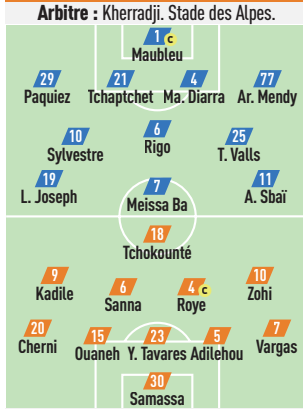 Arbitre : Kherradji. Stade des Alpes.
1 c
Maubleu
29 21 4 77
Paquiez Tchaptchet Ma. Diarra Ar. Mendy
10 6 25
Sylvestre Rigo T. Valls
19 7 11
L. Joseph Meissa Ba A. Sbaï
18
Tchokounté
9 6 4 c 10
Kadile Sanna Roye Zohi
20 15 23 5 7
Cherni Ouaneh Y. Tavares Adilehou Vargas
30
Samassa